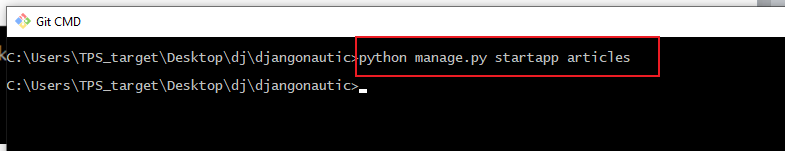 Git CMD
k
C:\Users\TPS_target\Desktop\dj\djangonautic>python manage.py startapp articles
C:\Users\TPS_target\Desktop\dj\djangonautic>